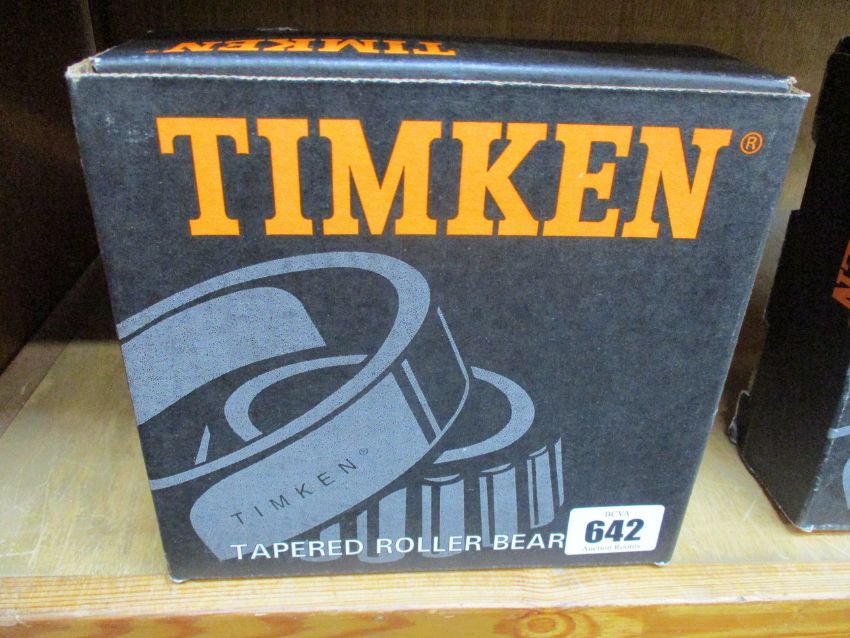 TIMKEN
TIMKEN®
TIMKEN®
TAPERED ROLLER BEAR
BCVA
642
Auction Rooms